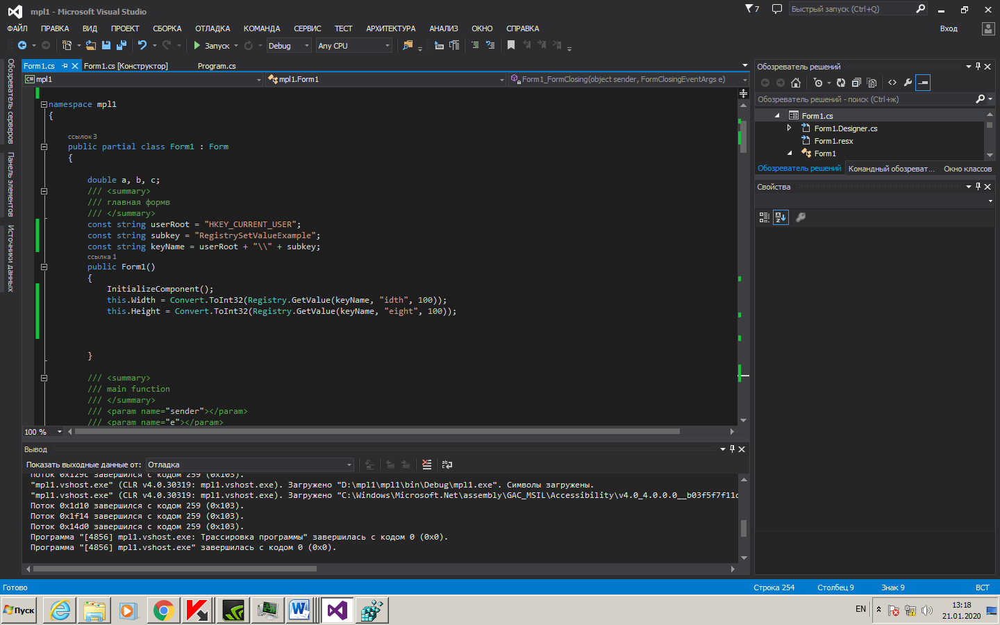 mpl1 - Microsoft Visual Studio
7
Быстрый запуск (Ctrl+Q)
ФАЙЛ ПРАВКА ВИД ПРОЕКТ СБОРКА ОТЛАДКА КОМАНДА СЕРВИС ТЕСТ АРХИТЕКТУРА АНАЛИЗ ОКНО СПРАВКА
Вход
Запуск Debug Any CPU
Обозреватель серверов
Панель элементов
Источники данных
Form1.cs Form1.cs [Конструктор] Program.cs
C# mpl1 mpl1.Form1 Form1_FormClosing(object sender, FormClosingEventArgs e)
namespace mpl1
{
ссылок 3
public partial class Form1 : Form
{
double a, b, c;
/// <summary>
/// главная формв
/// </summary>
const string userRoot = "HKEY_CURRENT_USER";
const string subkey = "RegistrySetValueExample";
const string keyName = userRoot + "\\" + subkey;
ссылка 1
public Form1()
{
InitializeComponent();
this.Width = Convert.ToInt32(Registry.GetValue(keyName, "idth", 100));
this.Height = Convert.ToInt32(Registry.GetValue(keyName, "eight", 100));
}
/// <summary>
/// main function
/// </summary>
/// <param name="sender"></param>
/// <param name="e"></param>
100 %
Вывод
Показать выходные данные от: Отладка
Поток 0x129c завершился с кодом 259 (0x103).
"mpl1.vshost.exe" (CLR v4.0.30319: mpl1.vshost.exe). Загружено "D:\mpl1\mpl1\bin\Debug\mpl1.exe". Символы загружены.
"mpl1.vshost.exe" (CLR v4.0.30319: mpl1.vshost.exe). Загружено "C:\Windows\Microsoft.Net\assembly\GAC_MSIL\Accessibility\v4.0_4.0.0.0__b03f5f7f11d
Поток 0x1d10 завершился с кодом 259 (0x103).
Поток 0x1f14 завершился с кодом 259 (0x103).
Поток 0x14d0 завершился с кодом 259 (0x103).
Программа "[4856] mpl1.vshost.exe: Трассировка программы" завершилась с кодом 0 (0x0).
Программа "[4856] mpl1.vshost.exe" завершилась с кодом 0 (0x0).
Обозреватель решений
Обозреватель решений - поиск (Ctrl+ж)
Form1.cs
Form1.Designer.cs
Form1.resx
Form1
Обозреватель решений Командный обозреват... Окно классов
Свойства
Готово
Строка 254 Столбец 9 Знак 9 ВСТ
Пуск
EN
13:18
21.01.2020